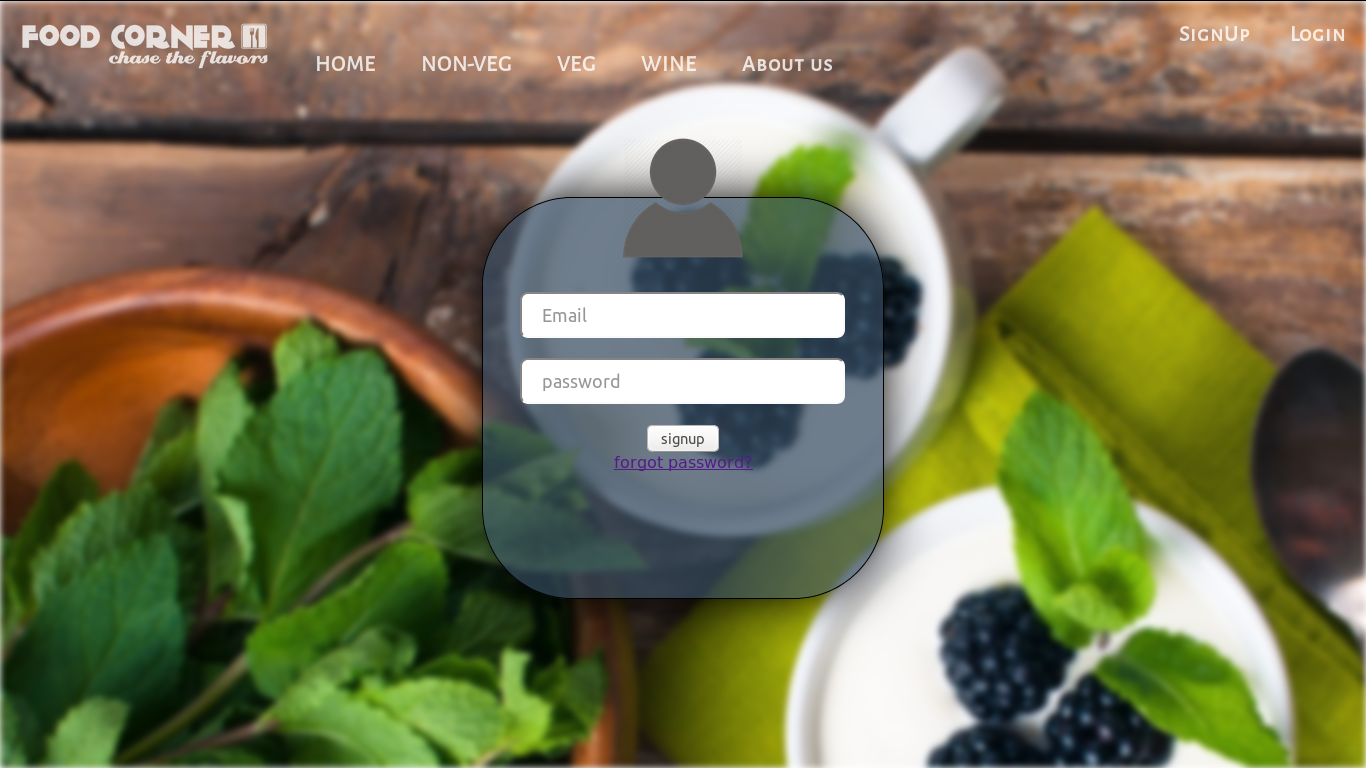 FOOD CORNER
chase the flavors
SignUp Login
HOME NON-VEG VEG WINE About us
Email
password
signup
forgot password?